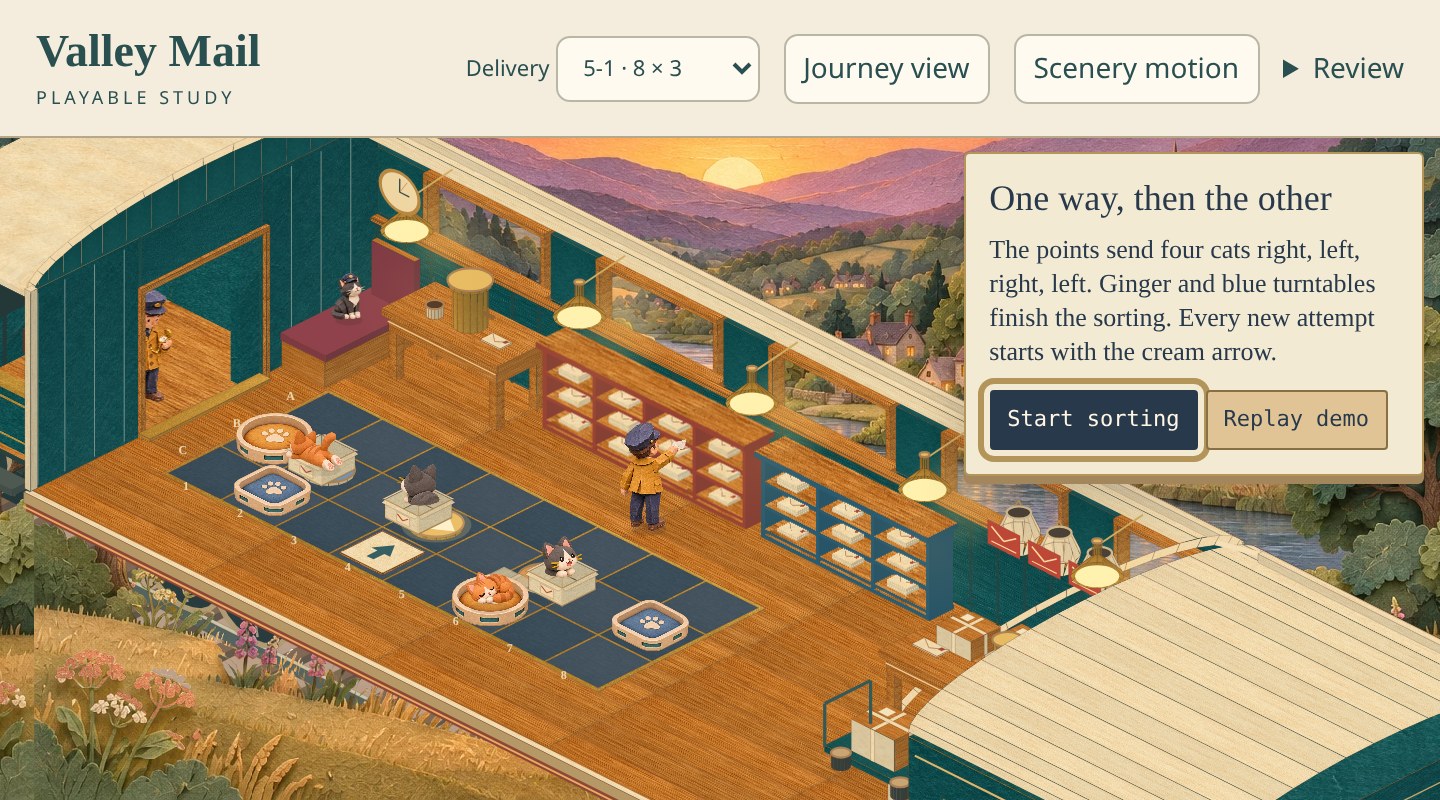 Valley Mail
PLAYABLE STUDY
Delivery
5-1 · 8 × 3
Journey view
Scenery motion
▶ Review
One way, then the other
The points send four cats right, left,
right, left. Ginger and blue turntables
finish the sorting. Every new attempt
starts with the cream arrow.
Start sorting
Replay demo
A
B
C
1
2
3
4
5
6
7
8